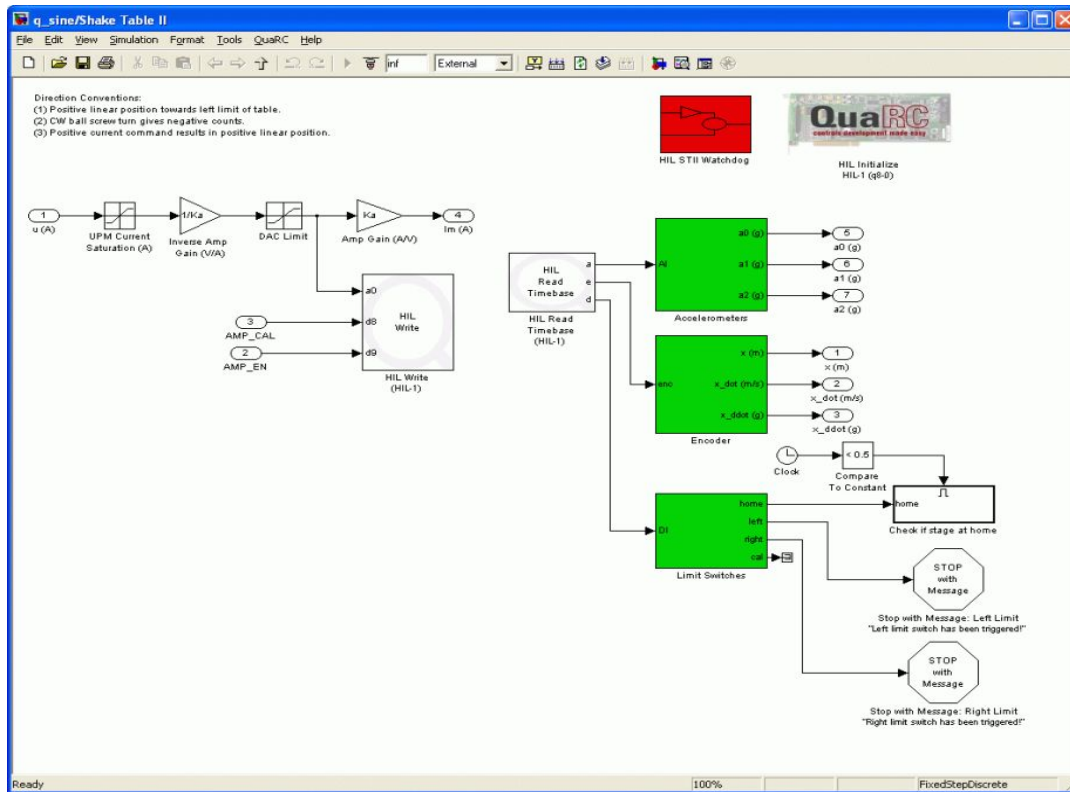 q_sine/Shake Table II
File Edit View Simulation Format Tools QuaRC Help
inf External
Direction Conventions:
(1) Positive linear position towards left limit of table.
(2) CW ball screw turn gives negative counts.
(3) Positive current command results in positive linear position.
HIL STII Watchdog
QuaRC
controls development made easy
HIL Initialize
HIL-1 (q8-0)
1
u (A)
UPM Current
Saturation (A)
1/Ka
Inverse Amp
Gain (V/A)
DAC Limit
Ka
Amp Gain (A/V)
4
Im (A)
a0
d8
d9
HIL
Write
HIL Write
(HIL-1)
3
AMP_CAL
2
AMP_EN
HIL
Read
Timebase
a
e
d
HIL Read
Timebase
(HIL-1)
AI
a0 (g)
a1 (g)
a2 (g)
Accelerometers
5
a0 (g)
6
a1 (g)
7
a2 (g)
enc
x (m)
x_dot (m/s)
x_ddot (g)
Encoder
1
x (m)
2
x_dot (m/s)
3
x_ddot (g)
Clock
< 0.5
Compare
To Constant
home
Check if stage at home
DI
home
left
right
cal
Limit Switches
STOP
with
Message
Stop with Message: Left Limit
"Left limit switch has been triggered!"
STOP
with
Message
Stop with Message: Right Limit
"Right limit switch has been triggered!"
Ready 100% FixedStepDiscrete